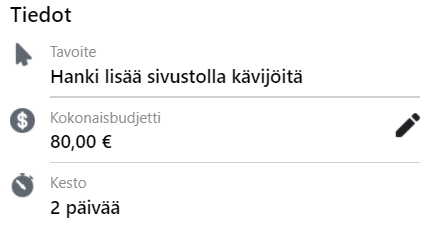 Tiedot
Tavoite
Hanki lisää sivustolla kävijöitä
Kokonaisbudjetti
80,00 €
Kesto
2 päivää